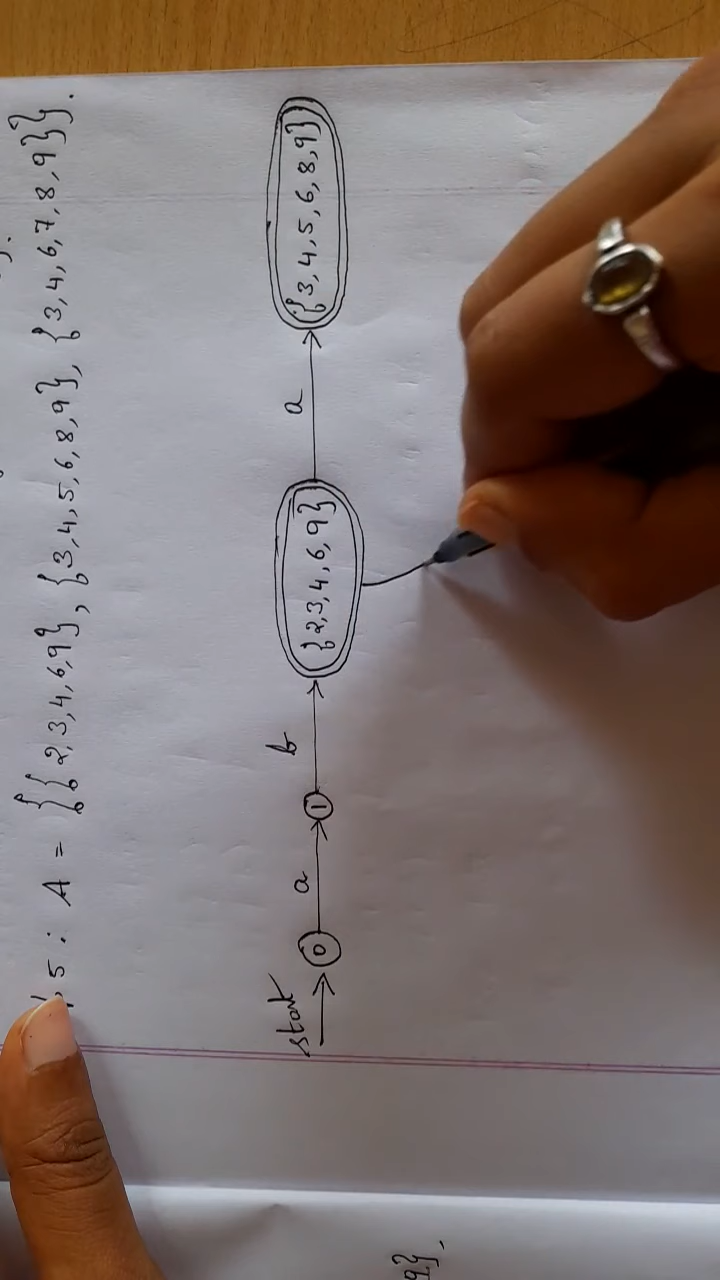 5 : A = {{2,3,4,6,9}, {3,4,5,6,8,9}, {3,4,6,7,8,9}}.
start
0
a
1
b
{2,3,4,6,9}
a
{3,4,5,6,8,9}
9}.